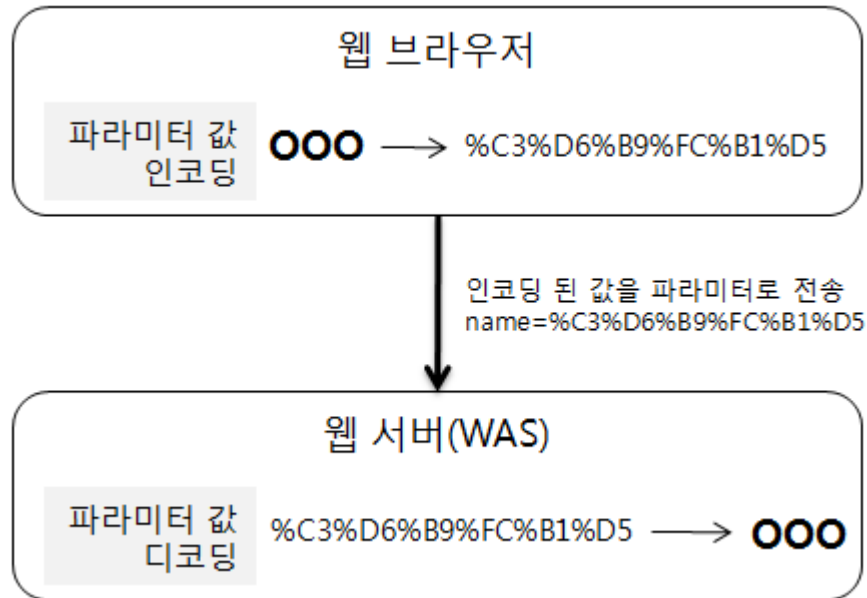 웹 브라우저
파라미터 값
인코딩
OOO → %C3%D6%B9%FC%B1%D5
인코딩 된 값을 파라미터로 전송
name=%C3%D6%B9%FC%B1%D5
웹 서버(WAS)
파라미터 값
디코딩
%C3%D6%B9%FC%B1%D5 → OOO